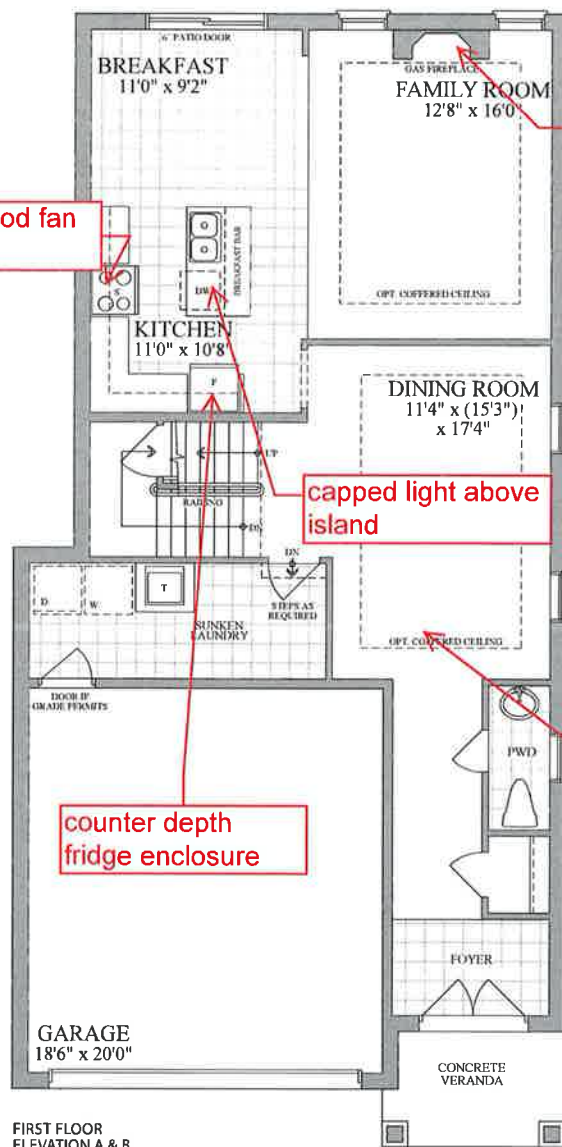 6' PATIO DOOR
BREAKFAST
11'0" x 9'2"
GAS FIREPLACE
FAMILY ROOM
12'8" x 16'0"
od fan
BREAKFAST BAR
DW
S
OPT. COFFERED CEILING
KITCHEN
11'0" x 10'8"
F
DINING ROOM
11'4" x (15'3")
x 17'4"
UP
capped light above
island
RAILING
DN
DN
D
W
T
STEPS AS
REQUIRED
SUNKEN
LAUNDRY
OPT. COFFERED CEILING
DOOR IF
GRADE PERMITS
PWD
counter depth
fridge enclosure
FOYER
GARAGE
18'6" x 20'0"
CONCRETE
VERANDA
FIRST FLOOR
ELEVATION A & B